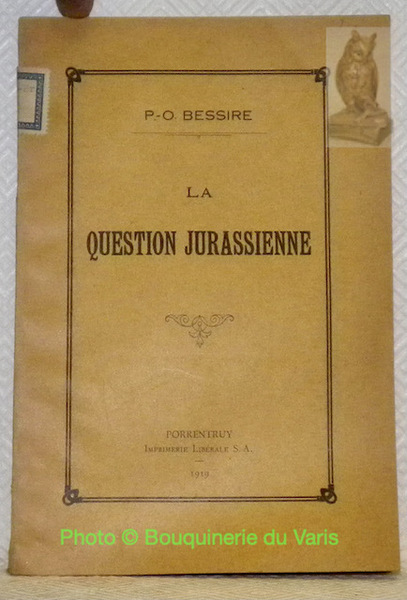 P.-O. BESSIRE
LA
QUESTION JURASSIENNE
PORRENTRUY
IMPRIMERIE LIBÉRALE S. A.
1919
Photo © Bouquinerie du Varis